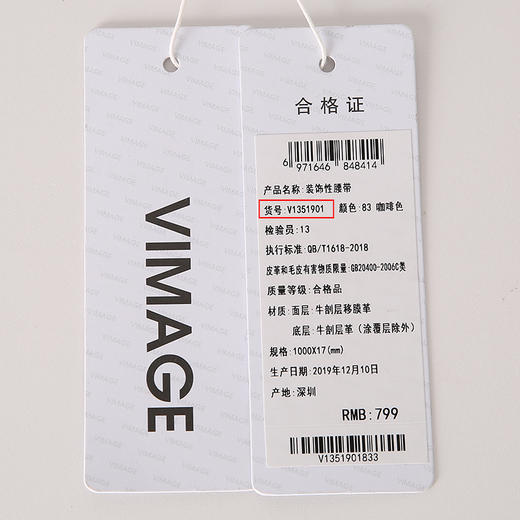 VIMAGE
合格证
6 971646 848414
产品名称:装饰性腰带
货号:V1351901 颜色:83 咖啡色
检验员:13
执行标准:QB/T1618-2018
皮革和毛皮有害物质限量:GB20400-2006C类
质量等级:合格品
材质:面层:牛剖层移膜革
底层:牛剖层革(涂覆层除外)
规格:1000X17(mm)
生产日期:2019年12月10日
产地:深圳
RMB:799
V1351901833